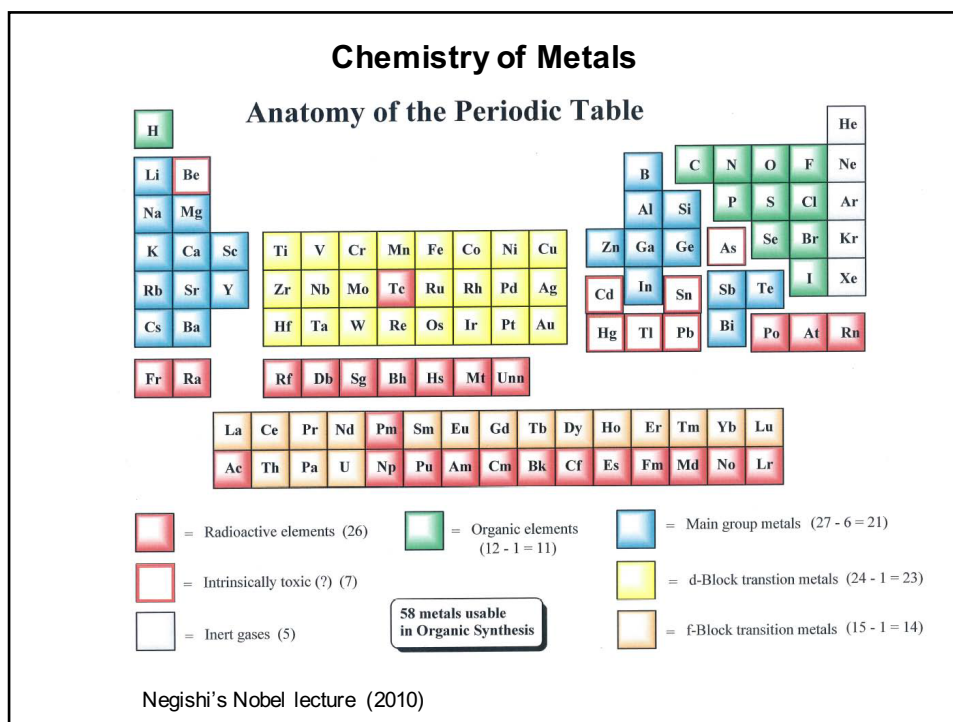 Chemistry of Metals
Anatomy of the Periodic Table
H He
Li Be B C N O F Ne
Na Mg Al Si P S Cl Ar
K Ca Sc Ti V Cr Mn Fe Co Ni Cu Zn Ga Ge As Se Br Kr
Rb Sr Y Zr Nb Mo Tc Ru Rh Pd Ag Cd In Sn Sb Te I Xe
Cs Ba Hf Ta W Re Os Ir Pt Au Hg Tl Pb Bi Po At Rn
Fr Ra Rf Db Sg Bh Hs Mt Unn
La Ce Pr Nd Pm Sm Eu Gd Tb Dy Ho Er Tm Yb Lu
Ac Th Pa U Np Pu Am Cm Bk Cf Es Fm Md No Lr
= Radioactive elements (26)
= Organic elements
(12 - 1 = 11)
= Main group metals (27 - 6 = 21)
= Intrinsically toxic (?) (7)
= d-Block transtion metals (24 - 1 = 23)
= Inert gases (5)
58 metals usable
in Organic Synthesis
= f-Block transition metals (15 - 1 = 14)
Negishi's Nobel lecture (2010)